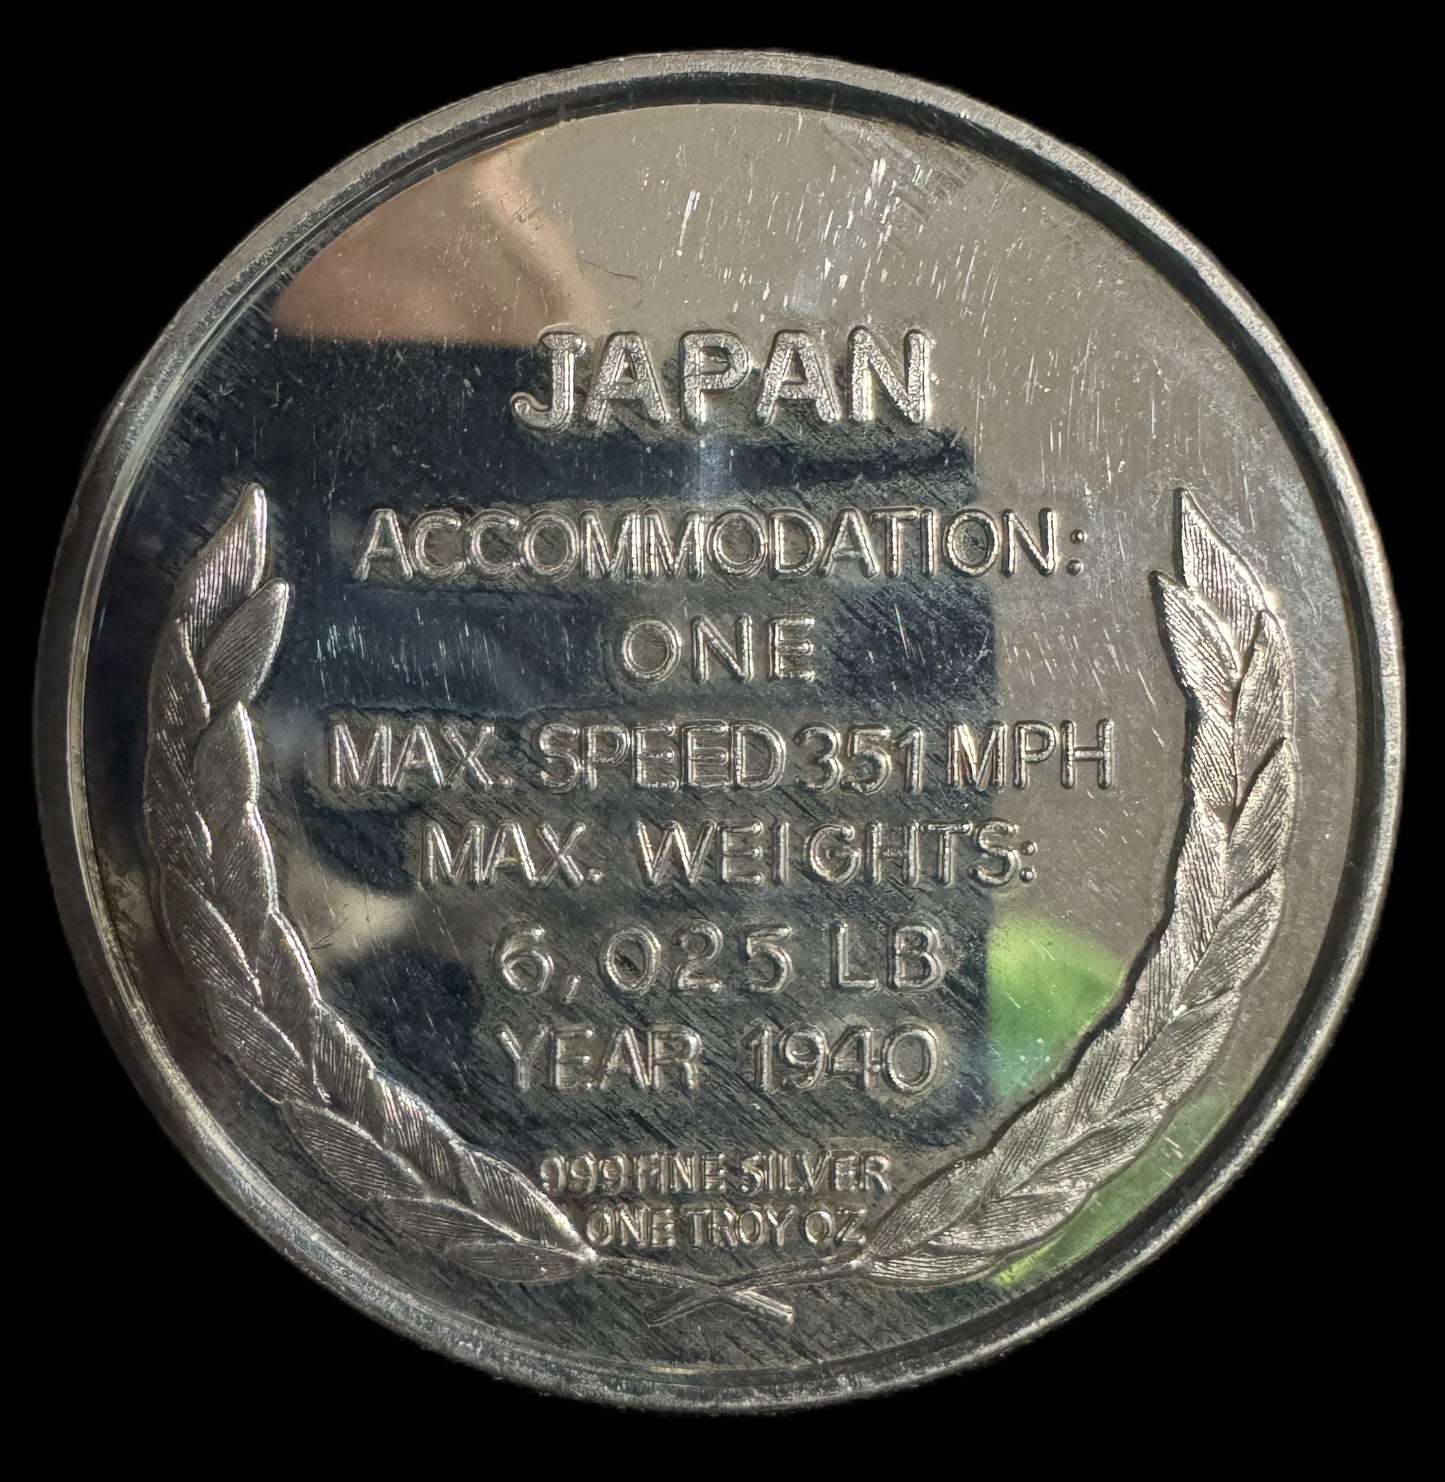 JAPAN
ACCOMMODATION:
ONE
MAX. SPEED 351 MPH
MAX. WEIGHTS:
6,025 LB
YEAR 1940
999 FINE SILVER
ONE TROY OZ